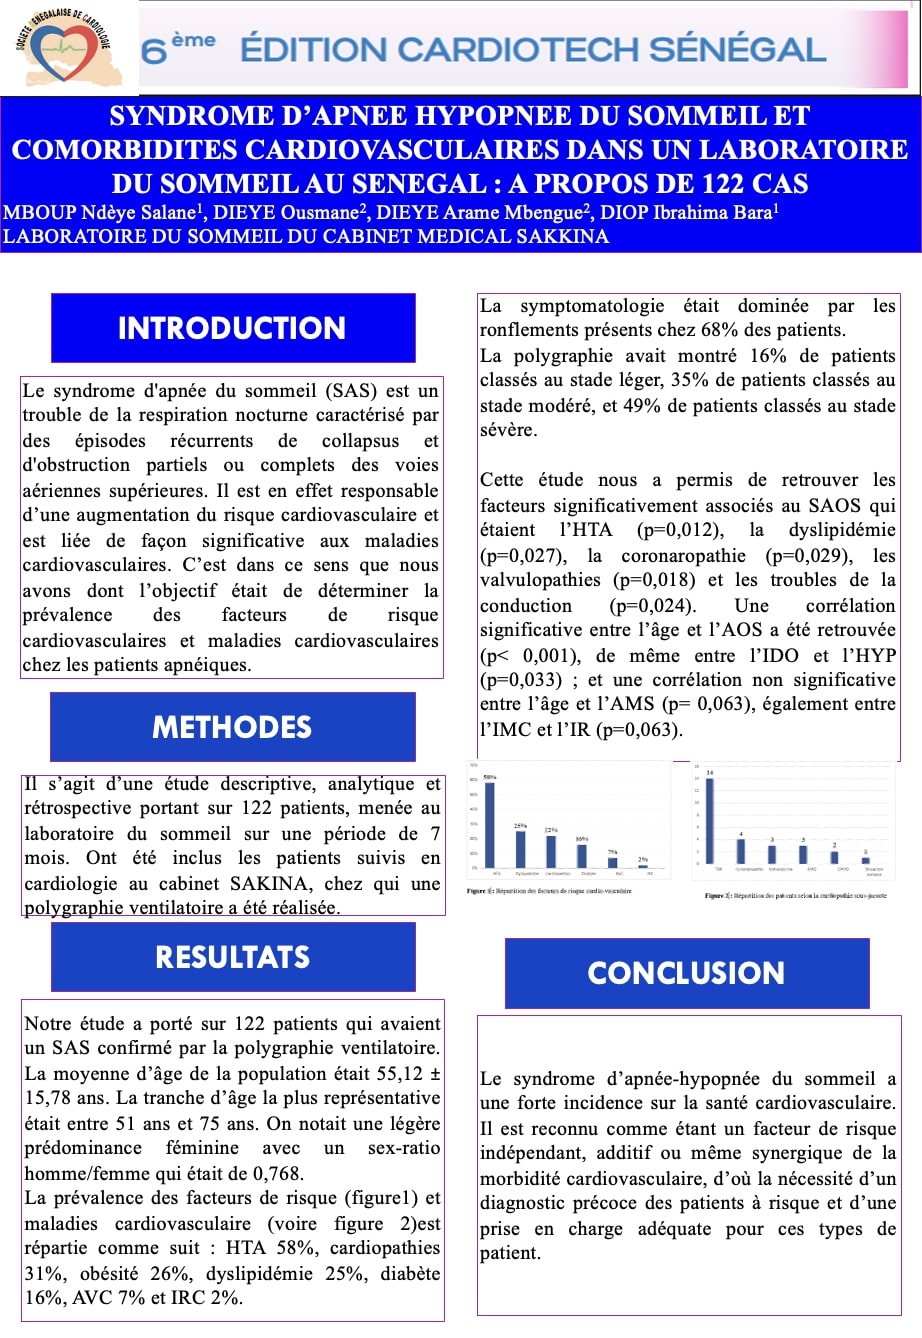 SOCIETE SENEGALAISE DE CARDIOLOGIE
6ème ÉDITION CARDIOTECH SÉNÉGAL
SYNDROME D’APNEE HYPOPNEE DU SOMMEIL ET
COMORBIDITES CARDIOVASCULAIRES DANS UN LABORATOIRE
DU SOMMEIL AU SENEGAL : A PROPOS DE 122 CAS
MBOUP Ndèye Salane1, DIEYE Ousmane2, DIEYE Arame Mbengue2, DIOP Ibrahima Bara1
LABORATOIRE DU SOMMEIL DU CABINET MEDICAL SAKKINA
INTRODUCTION
Le syndrome d'apnée du sommeil (SAS) est un
trouble de la respiration nocturne caractérisé par
des épisodes récurrents de collapsus et
d'obstruction partiels ou complets des voies
aériennes supérieures. Il est en effet responsable
d’une augmentation du risque cardiovasculaire et
est liée de façon significative aux maladies
cardiovasculaires. C’est dans ce sens que nous
avons dont l’objectif était de déterminer la
prévalence des facteurs de risque
cardiovasculaires et maladies cardiovasculaires
chez les patients apnéiques.
METHODES
Il s’agit d’une étude descriptive, analytique et
rétrospective portant sur 122 patients, menée au
laboratoire du sommeil sur une période de 7
mois. Ont été inclus les patients suivis en
cardiologie au cabinet SAKINA, chez qui une
polygraphie ventilatoire a été réalisée.
RESULTATS
Notre étude a porté sur 122 patients qui avaient
un SAS confirmé par la polygraphie ventilatoire.
La moyenne d’âge de la population était 55,12 ±
15,78 ans. La tranche d’âge la plus représentative
était entre 51 ans et 75 ans. On notait une légère
prédominance féminine avec un sex-ratio
homme/femme qui était de 0,768.
La prévalence des facteurs de risque (figure1) et
maladies cardiovasculaire (voire figure 2)est
répartie comme suit : HTA 58%, cardiopathies
31%, obésité 26%, dyslipidémie 25%, diabète
16%, AVC 7% et IRC 2%.
La symptomatologie était dominée par les
ronflements présents chez 68% des patients.
La polygraphie avait montré 16% de patients
classés au stade léger, 35% de patients classés au
stade modéré, et 49% de patients classés au stade
sévère.
Cette étude nous a permis de retrouver les
facteurs significativement associés au SAOS qui
étaient l’HTA (p=0,012), la dyslipidémie
(p=0,027), la coronaropathie (p=0,029), les
valvulopathies (p=0,018) et les troubles de la
conduction (p=0,024). Une corrélation
significative entre l’âge et l’AOS a été retrouvée
(p< 0,001), de même entre l’IDO et l’HYP
(p=0,033) ; et une corrélation non significative
entre l’âge et l’AMS (p= 0,063), également entre
l’IMC et l’IR (p=0,063).
58% 25% 22% 16% 7% 2%
Figure 1: Répartition des facteurs de risque cardio-vasculaire
14 4 3 3 2 1
Figure 2: Répartition des patients selon la cardiopathie sous-jacente
CONCLUSION
Le syndrome d’apnée-hypopnée du sommeil a
une forte incidence sur la santé cardiovasculaire.
Il est reconnu comme étant un facteur de risque
indépendant, additif ou même synergique de la
morbidité cardiovasculaire, d’où la nécessité d’un
diagnostic précoce des patients à risque et d’une
prise en charge adéquate pour ces types de
patient.